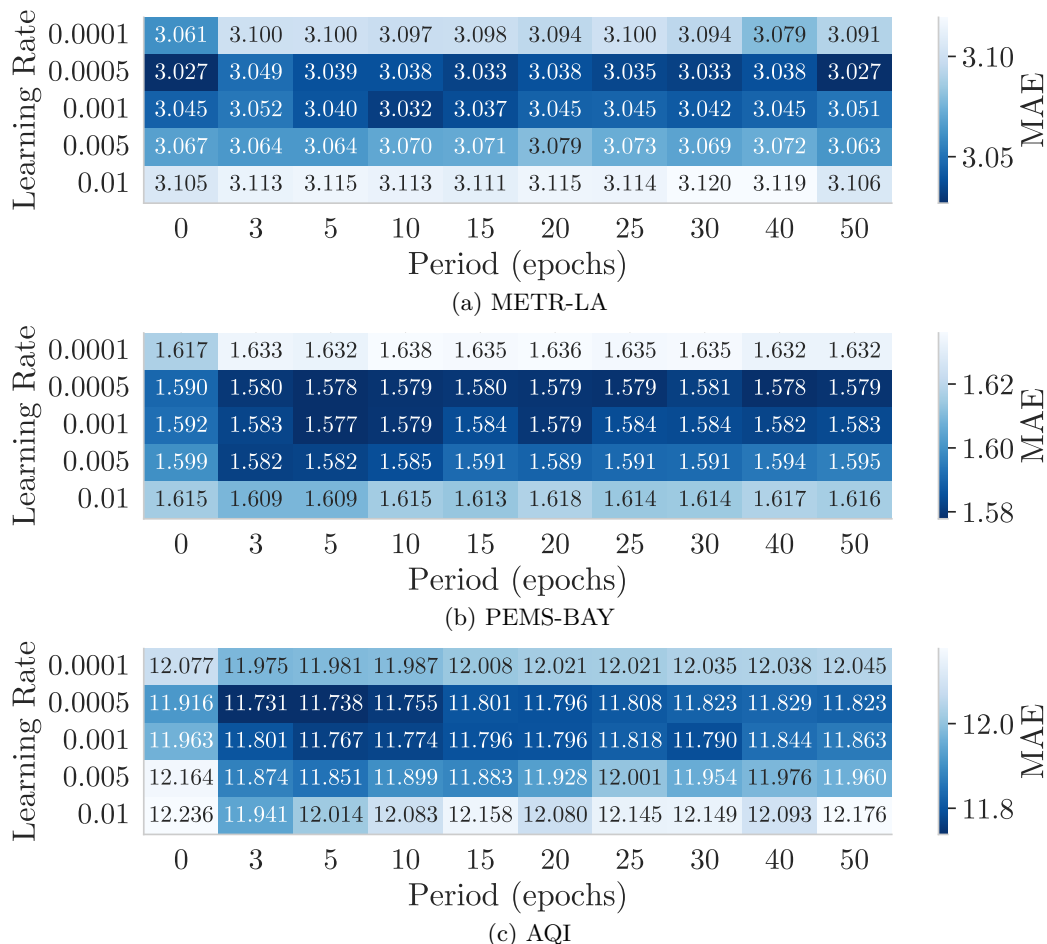 Learning Rate
0.0001 3.061 3.100 3.100 3.097 3.098 3.094 3.100 3.094 3.079 3.091
0.0005 3.027 3.049 3.039 3.038 3.033 3.038 3.035 3.033 3.038 3.027
0.001 3.045 3.052 3.040 3.032 3.037 3.045 3.045 3.042 3.045 3.051
0.005 3.067 3.064 3.064 3.070 3.071 3.079 3.073 3.069 3.072 3.063
0.01 3.105 3.113 3.115 3.113 3.111 3.115 3.114 3.120 3.119 3.106
0 3 5 10 15 20 25 30 40 50
Period (epochs)
3.10
3.05
MAE
(a) METR-LA
Learning Rate
0.0001 1.617 1.633 1.632 1.638 1.635 1.636 1.635 1.635 1.632 1.632
0.0005 1.590 1.580 1.578 1.579 1.580 1.579 1.579 1.581 1.578 1.579
0.001 1.592 1.583 1.577 1.579 1.584 1.579 1.584 1.584 1.582 1.583
0.005 1.599 1.582 1.582 1.585 1.591 1.589 1.591 1.591 1.594 1.595
0.01 1.615 1.609 1.609 1.615 1.613 1.618 1.614 1.614 1.617 1.616
0 3 5 10 15 20 25 30 40 50
Period (epochs)
1.62
1.60
1.58
MAE
(b) PEMS-BAY
Learning Rate
0.0001 12.077 11.975 11.981 11.987 12.008 12.021 12.021 12.035 12.038 12.045
0.0005 11.916 11.731 11.738 11.755 11.801 11.796 11.808 11.823 11.829 11.823
0.001 11.963 11.801 11.767 11.774 11.796 11.796 11.818 11.790 11.844 11.863
0.005 12.164 11.874 11.851 11.899 11.883 11.928 12.001 11.954 11.976 11.960
0.01 12.236 11.941 12.014 12.083 12.158 12.080 12.145 12.149 12.093 12.176
0 3 5 10 15 20 25 30 40 50
Period (epochs)
12.0
11.8
MAE
(c) AQI